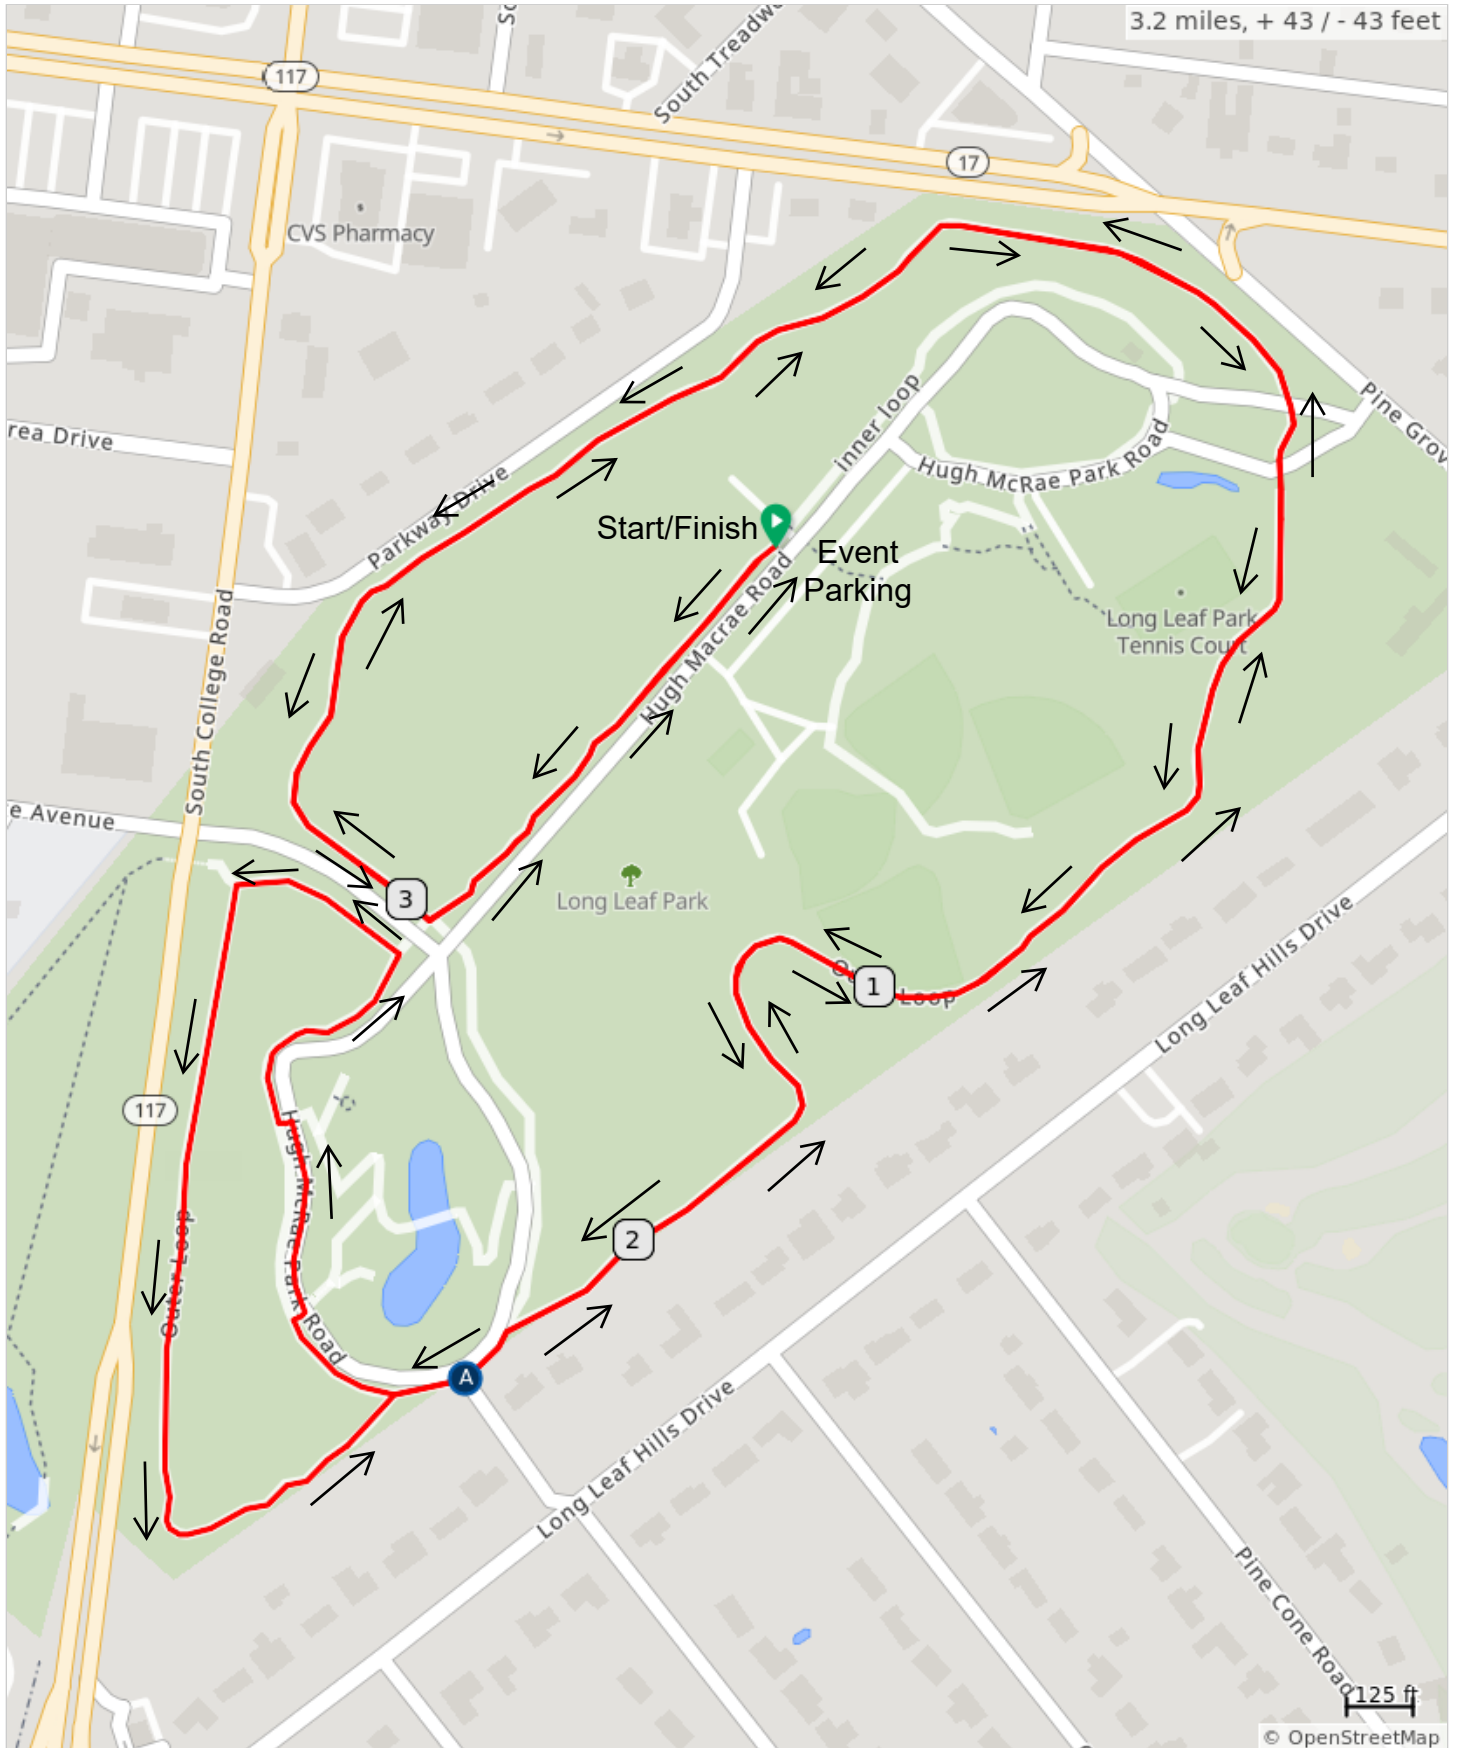 3.2 miles, + 43 / - 43 feet
117
South Treadwe
17
CVS Pharmacy
Pine Grov
rea Drive
inner loop
Hugh McRae Park Road
Parkway Drive
Start/Finish
Event
Parking
Hugh Macrae Road
Long Leaf Park
Tennis Court
South College Road
e Avenue
3
Long Leaf Park
1
Loop
Long Leaf Hills Drive
117
Hugh McRae Park Road
Outer Loop
2
A
Long Leaf Hills Drive
Pine Cone Road
125 ft
© OpenStreetMap